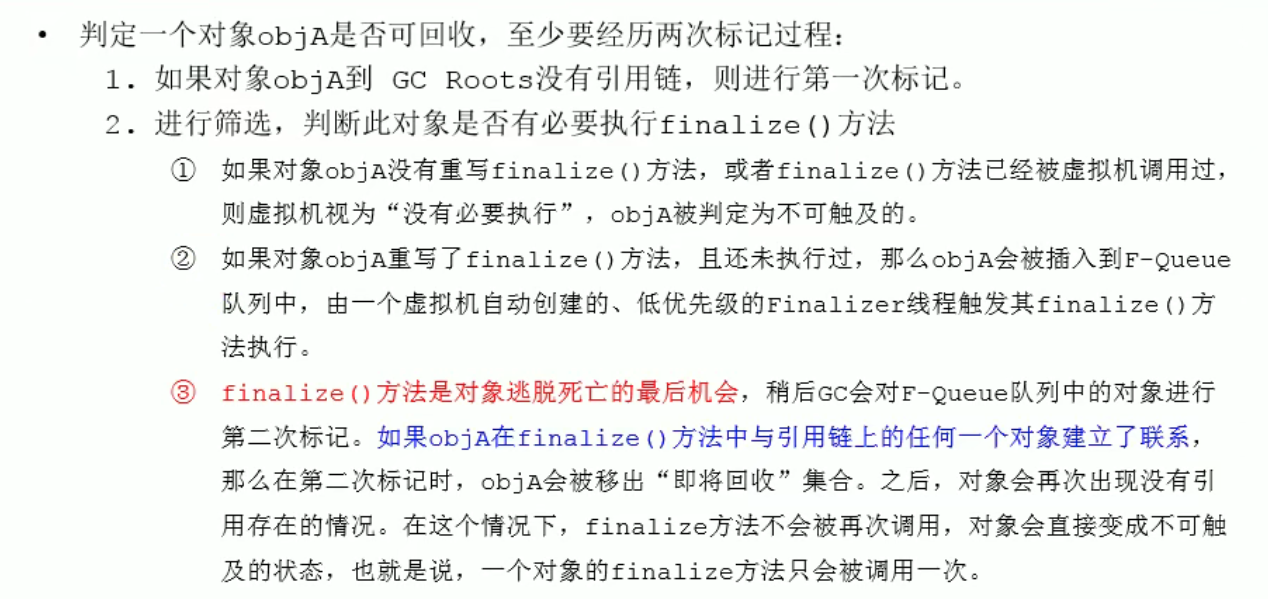 • 判定一个对象objA是否可回收，至少要经历两次标记过程：
1. 如果对象objA到 GC Roots没有引用链，则进行第一次标记。
2. 进行筛选，判断此对象是否有必要执行finalize()方法
① 如果对象objA没有重写finalize()方法，或者finalize()方法已经被虚拟机调用过，
则虚拟机视为“没有必要执行”，objA被判定为不可触及的。
② 如果对象objA重写了finalize()方法，且还未执行过，那么objA会被插入到F-Queue
队列中，由一个虚拟机自动创建的、低优先级的Finalizer线程触发其finalize()方
法执行。
③ finalize()方法是对象逃脱死亡的最后机会，稍后GC会对F-Queue队列中的对象进行
第二次标记。如果objA在finalize()方法中与引用链上的任何一个对象建立了联系，
那么在第二次标记时，objA会被移出“即将回收”集合。之后，对象会再次出现没有引
用存在的情况。在这个情况下，finalize方法不会被再次调用，对象会直接变成不可触
及的状态，也就是说，一个对象的finalize方法只会被调用一次。